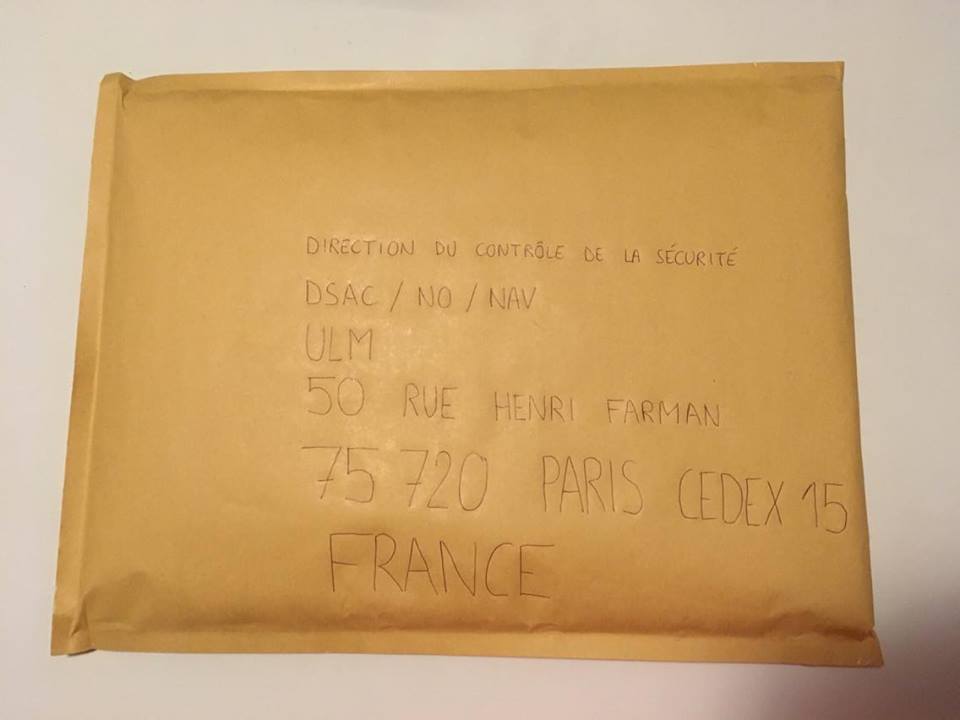 DIRECTION DU CONTRÔLE DE LA SÉCURITÉ
DSAC / NO / NAV
ULM
50 RUE HENRI FARMAN
75 720 PARIS CEDEX 15
FRANCE